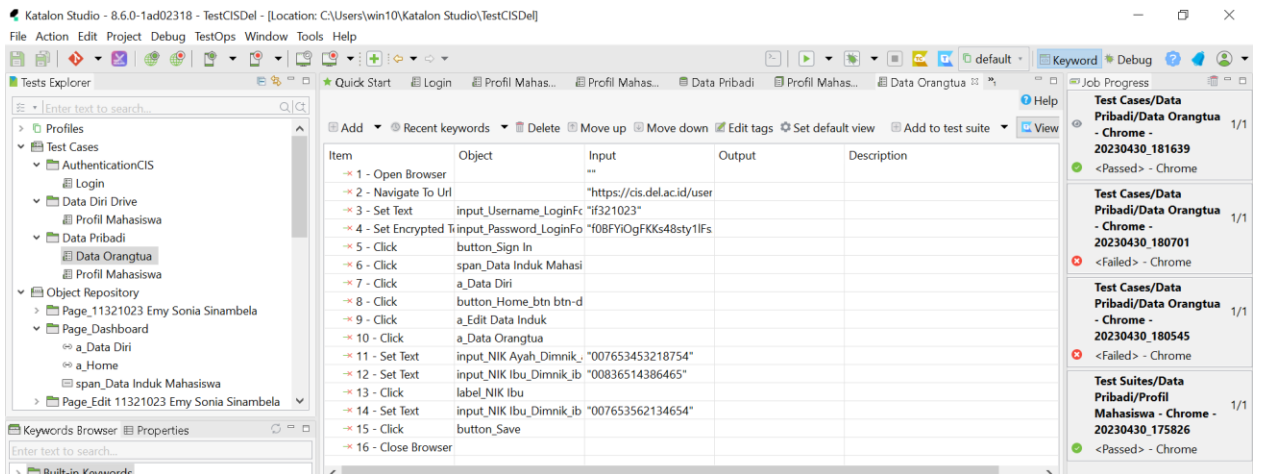 Katalon Studio - 8.6.0-1ad02318 - TestCISDel - [Location: C:\Users\win10\Katalon Studio\TestCISDel]
File Action Edit Project Debug TestOps Window Tools Help
default Keyword Debug
Tests Explorer
Enter text to search...
Profiles
Test Cases
AuthenticationCIS
Login
Data Diri Drive
Profil Mahasiswa
Data Pribadi
Data Orangtua
Profil Mahasiswa
Object Repository
Page_11321023 Emy Sonia Sinambela
Page_Dashboard
a_Data Diri
a_Home
span_Data Induk Mahasiswa
Page_Edit 11321023 Emy Sonia Sinambela
Keywords Browser Properties
Enter text to search...
Built-in Keywords
Quick Start Login Profil Mahas... Profil Mahas... Data Pribadi Profil Mahas... Data Orangtua
Help
Add Recent keywords Delete Move up Move down Edit tags Set default view Add to test suite View
Item Object Input Output Description
1 - Open Browser ""
2 - Navigate To Url "https://cis.del.ac.id/user
3 - Set Text input_Username_LoginFc "if321023"
4 - Set Encrypted T input_Password_LoginFo "f0BFYiOgFKKs48sty1lFs
5 - Click button_Sign In
6 - Click span_Data Induk Mahasi
7 - Click a_Data Diri
8 - Click button_Home_btn btn-d
9 - Click a_Edit Data Induk
10 - Click a_Data Orangtua
11 - Set Text input_NIK Ayah_Dimnik_ "007653453218754"
12 - Set Text input_NIK Ibu_Dimnik_ib "00836514386465"
13 - Click label_NIK Ibu
14 - Set Text input_NIK Ibu_Dimnik_ib "007653562134654"
15 - Click button_Save
16 - Close Browser
Job Progress
Test Cases/Data
Pribadi/Data Orangtua
- Chrome -
20230430_181639
1/1
<Passed> - Chrome
Test Cases/Data
Pribadi/Data Orangtua
- Chrome -
20230430_180701
1/1
<Failed> - Chrome
Test Cases/Data
Pribadi/Data Orangtua
- Chrome -
20230430_180545
1/1
<Failed> - Chrome
Test Suites/Data
Pribadi/Profil
Mahasiswa - Chrome -
20230430_175826
1/1
<Passed> - Chrome